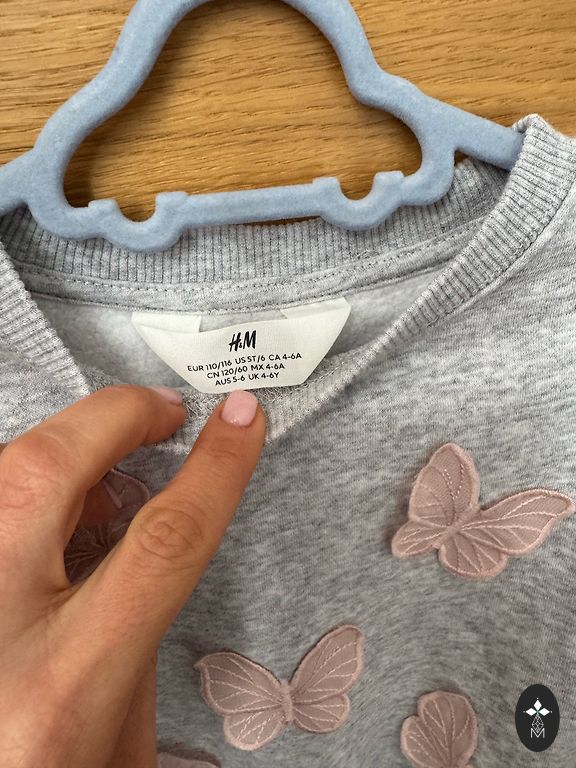 H&M
EUR 110/116 US 5T/6 CA 4-6A
CN 120/60 MX 4-6A
AUS 5-6 UK 4-6Y